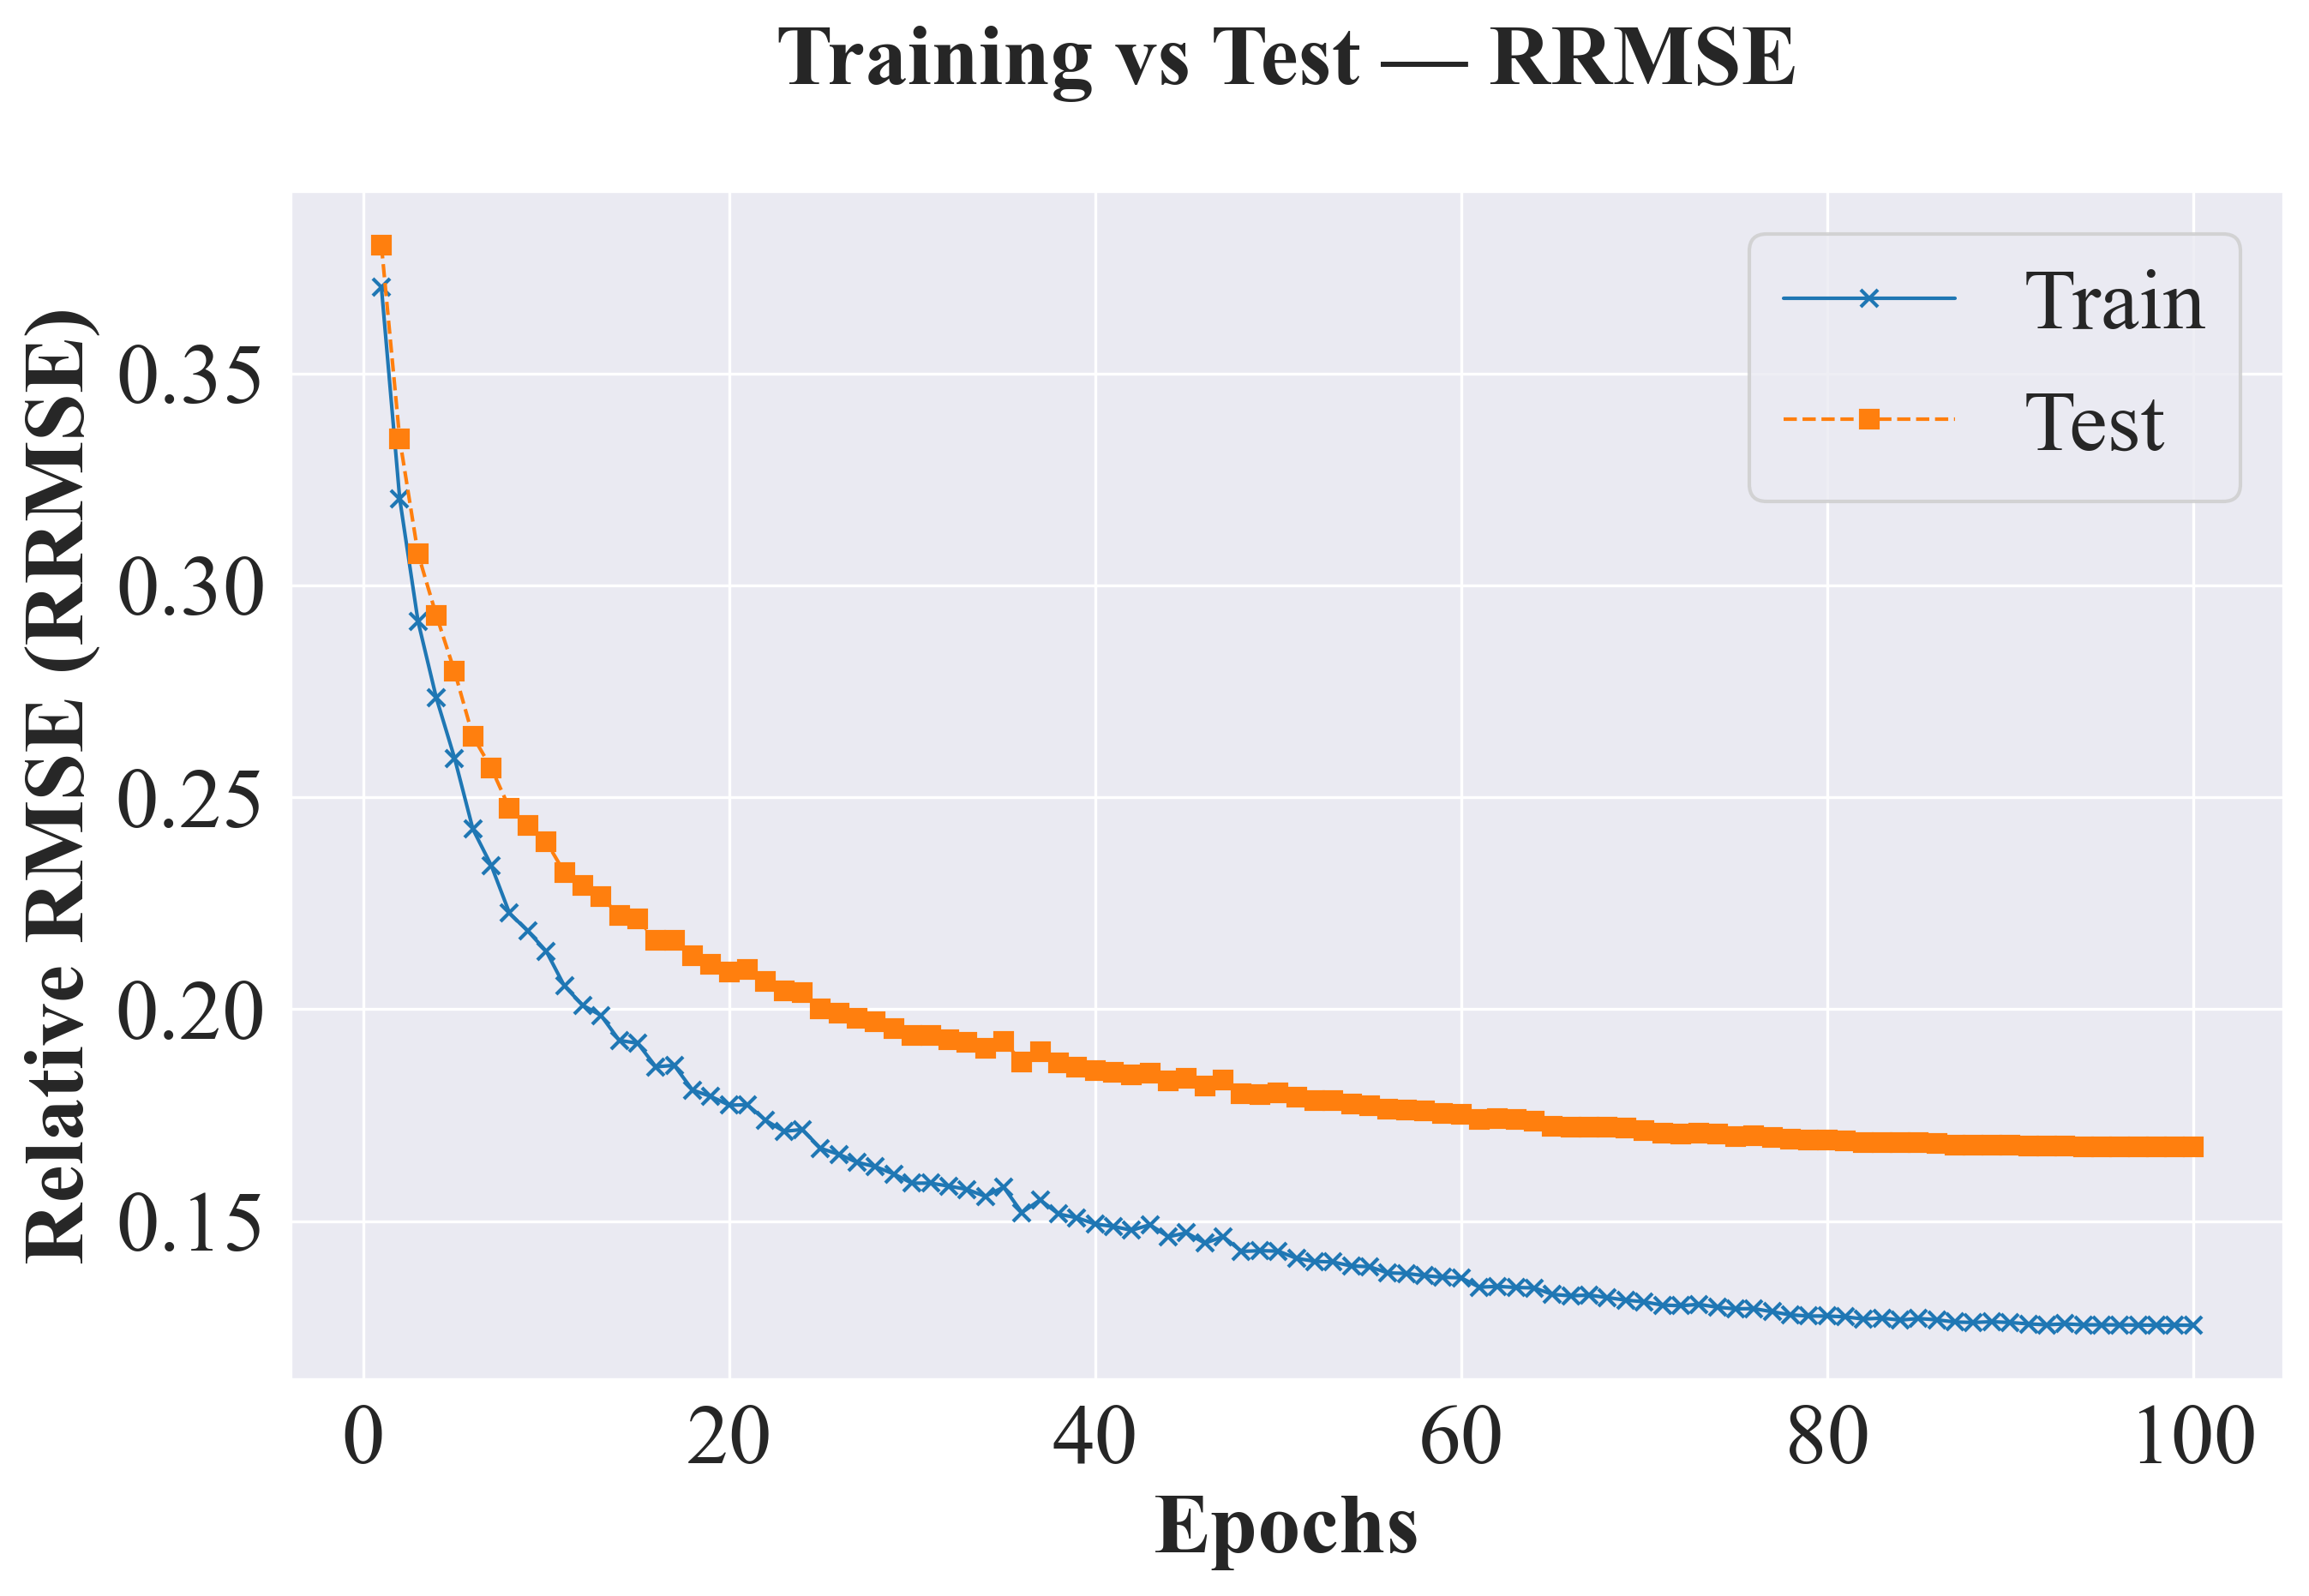 Training vs Test — RRMSE
Train
Test
Relative RMSE (RRMSE)
0.35
0.30
0.25
0.20
0.15
0 20 40 60 80 100
Epochs